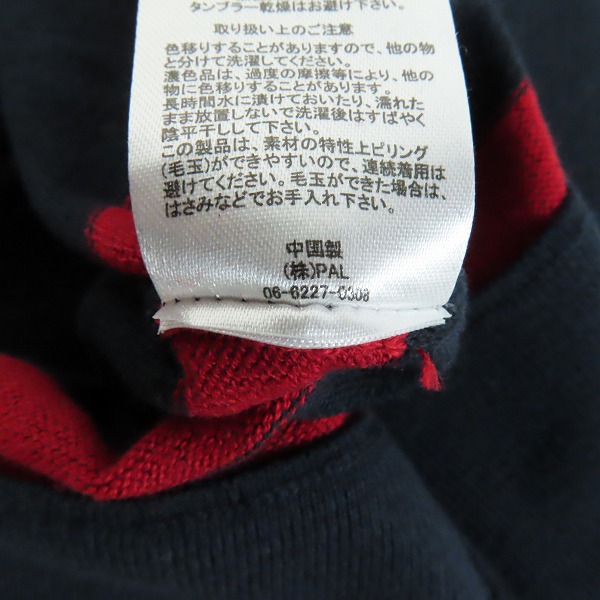 タンブラー乾燥はお避け下さい。
取り扱い上のご注意
色移りすることがありますので、他の物
と分けて洗濯してください。
濃色品は、過度の摩擦等により、他の
物に色移りすることがあります。
長時間水に漬けておいたり、濡れた
まま放置しないで洗濯後はすばやく
陰平干しして下さい。
この製品は、素材の特性上ピリング
(毛玉)ができやすいので、連続着用は
避けてください。毛玉ができた場合は、
はさみなどでお手入れ下さい。
中国製
(株)PAL
06-6227-0308